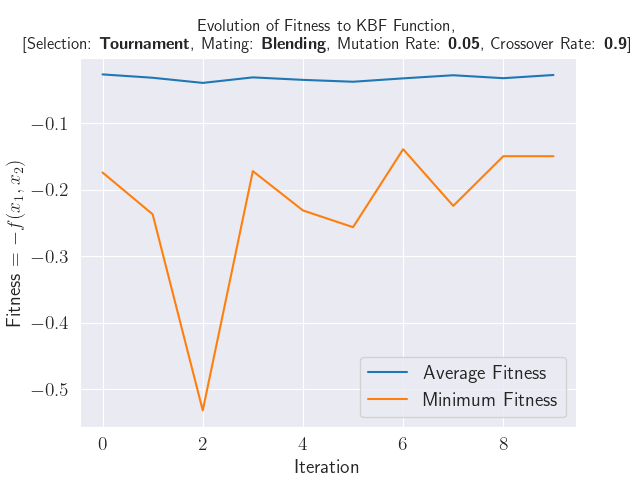 Evolution of Fitness to KBF Function,
[Selection: Tournament, Mating: Blending, Mutation Rate: 0.05, Crossover Rate: 0.9]
Fitness = −f(x₁, x₂)
−0.1
−0.2
−0.3
−0.4
−0.5
Average Fitness
Minimum Fitness
0 2 4 6 8
Iteration